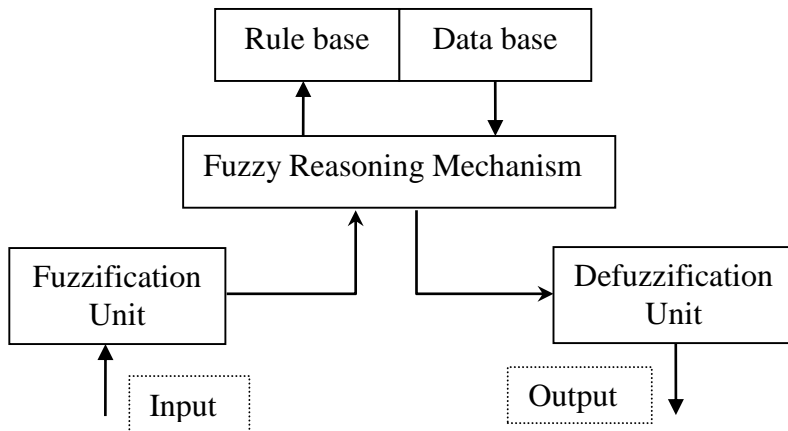 Rule base
Data base
Fuzzy Reasoning Mechanism
Fuzzification
Unit
Defuzzification
Unit
Input
Output